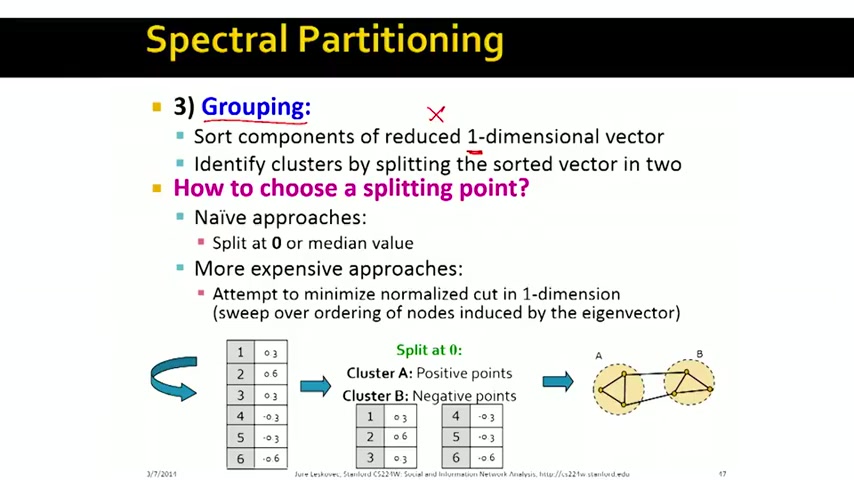 Spectral Partitioning
3) Grouping:
x
Sort components of reduced 1-dimensional vector
Identify clusters by splitting the sorted vector in two
How to choose a splitting point?
Naïve approaches:
Split at 0 or median value
More expensive approaches:
Attempt to minimize normalized cut in 1-dimension
(sweep over ordering of nodes induced by the eigenvector)
1 0.3
2 0.6
3 0.3
4 -0.3
5 -0.3
6 -0.6
Split at 0:
Cluster A: Positive points
Cluster B: Negative points
1 0.3
2 0.6
3 0.3
4 -0.3
5 -0.3
6 -0.6
A
B
3/7/2014 Jure Leskovec, Stanford CS224W: Social and Information Network Analysis, http://cs224w.stanford.edu 47